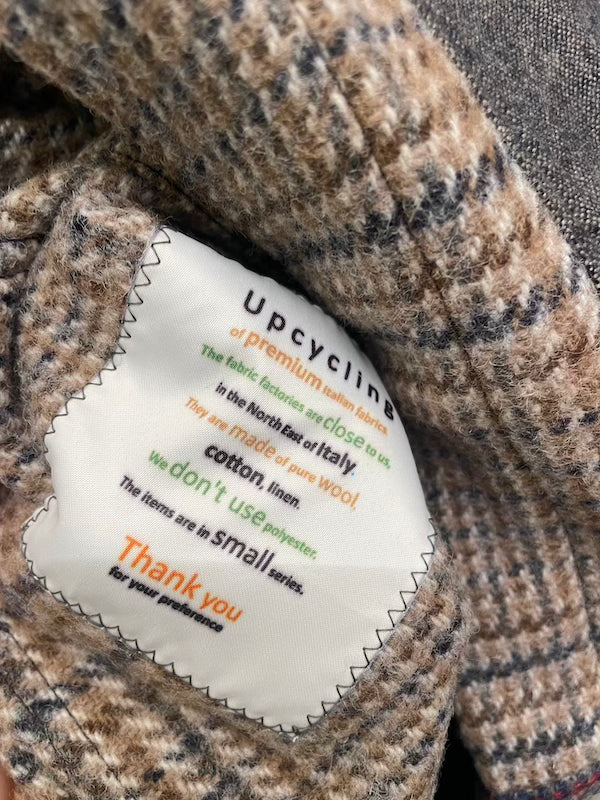 Upcycling
of premium Italian fabrics.
The fabric factories are close to us,
in the North East of Italy.
They are made of pure wool,
cotton, linen.
We don't use polyester.
The items are in small series.
Thank you
for your preference